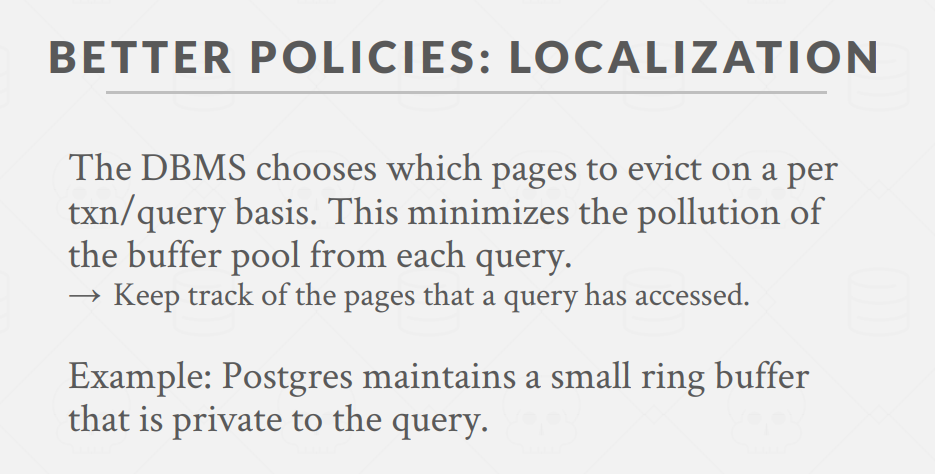 BETTER POLICIES: LOCALIZATION
The DBMS chooses which pages to evict on a per
txn/query basis. This minimizes the pollution of
the buffer pool from each query.
→ Keep track of the pages that a query has accessed.
Example: Postgres maintains a small ring buffer
that is private to the query.